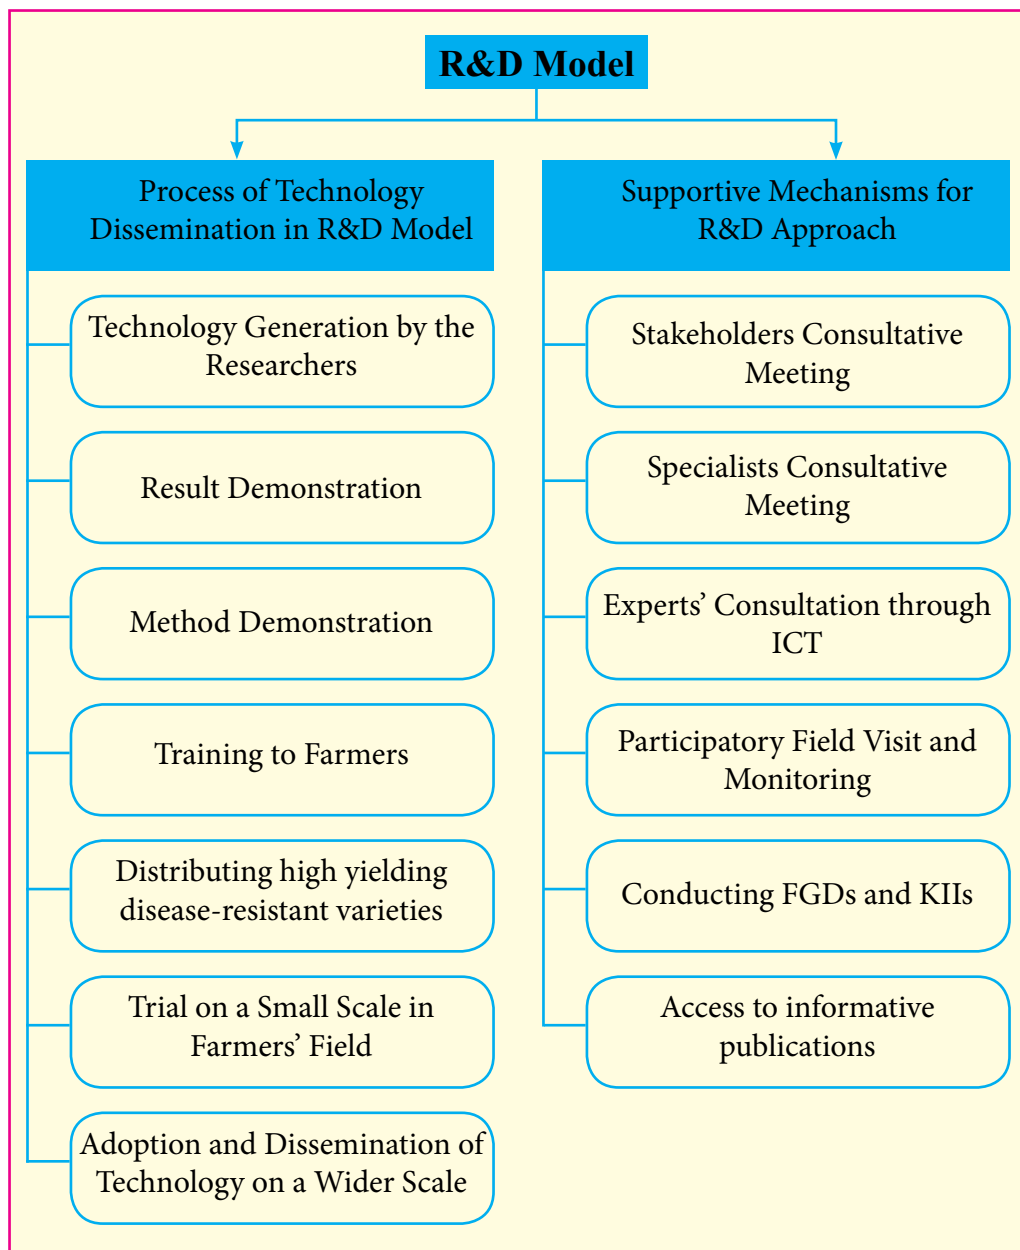 R&D Model
Process of Technology
Dissemination in R&D Model
Technology Generation by the
Researchers
Result Demonstration
Method Demonstration
Training to Farmers
Distributing high yielding
disease-resistant varieties
Trial on a Small Scale in
Farmers’ Field
Adoption and Dissemination of
Technology on a Wider Scale
Supportive Mechanisms for
R&D Approach
Stakeholders Consultative
Meeting
Specialists Consultative
Meeting
Experts’ Consultation through
ICT
Participatory Field Visit and
Monitoring
Conducting FGDs and KIIs
Access to informative
publications